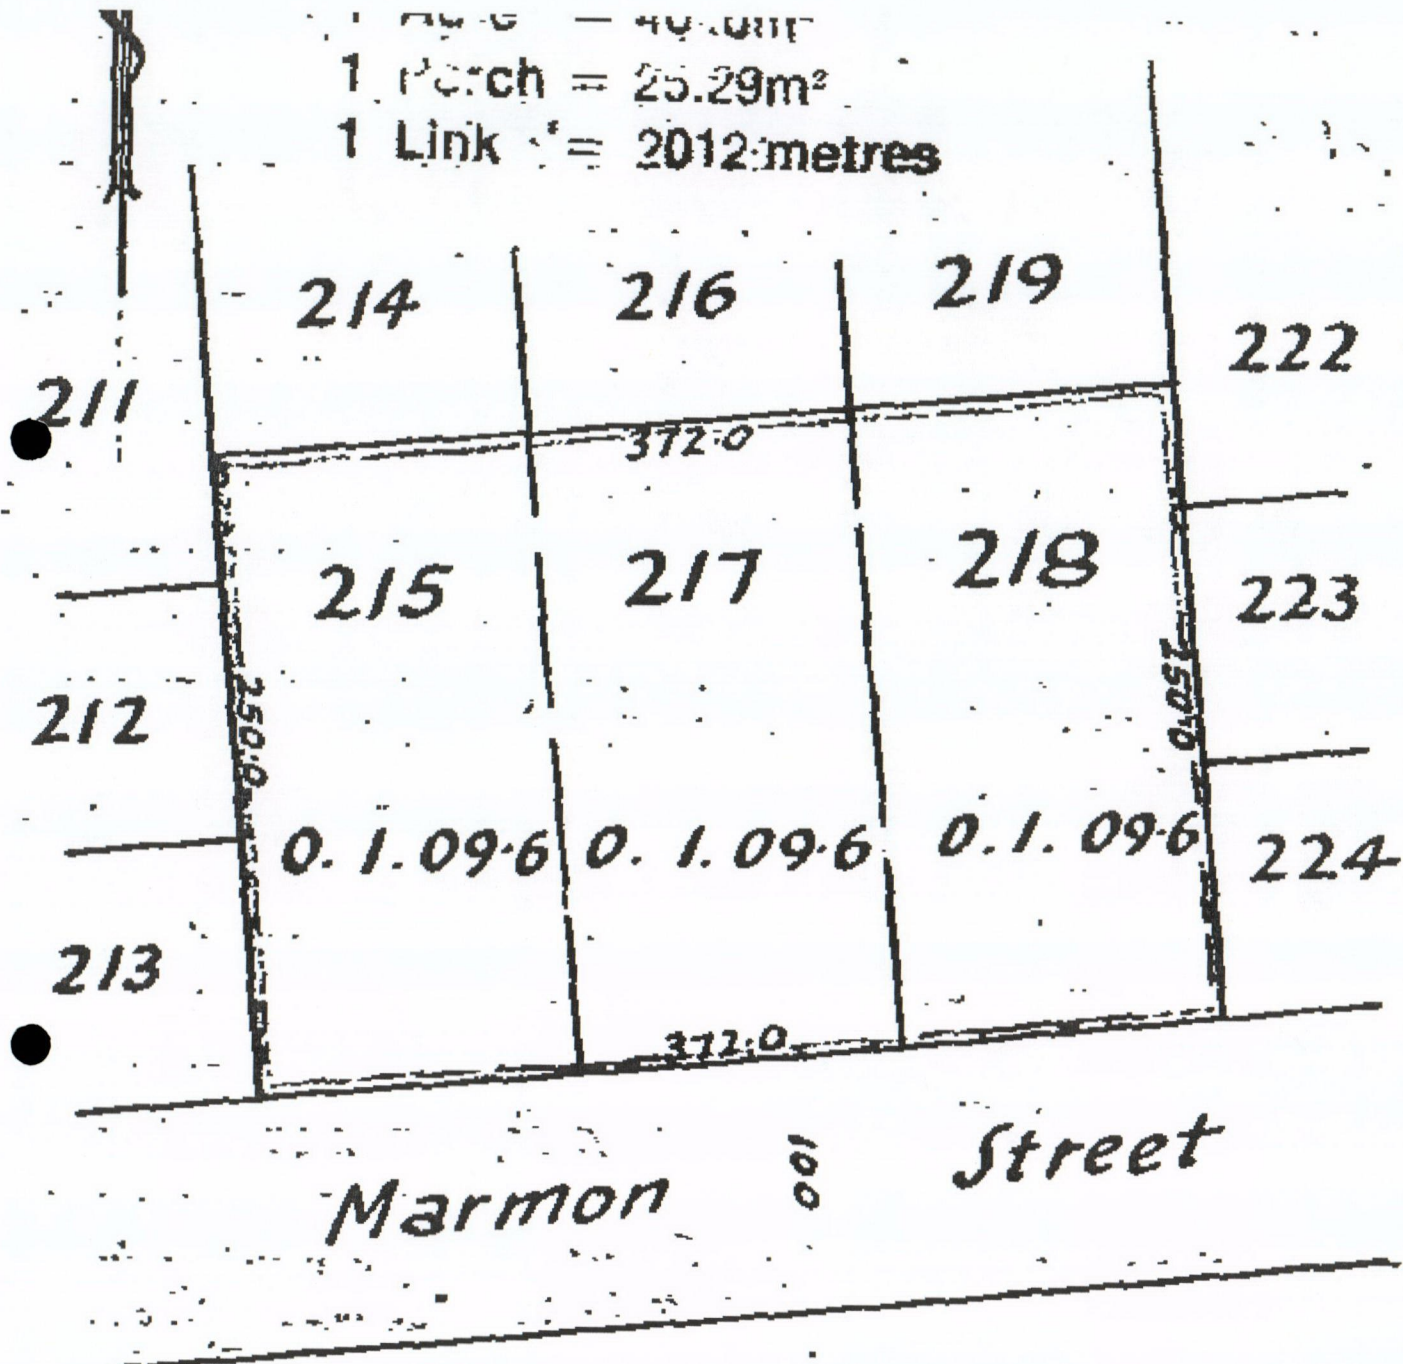 1 Perch = 25.29m²
1 Link = 2012 metres
214 216 219
211 222
372.0
215 217 218
223
250.0 250.0
212
0. 1. 09.6 0. 1. 09.6 0. 1. 09.6
224
213
372.0
Marmon 100 Street